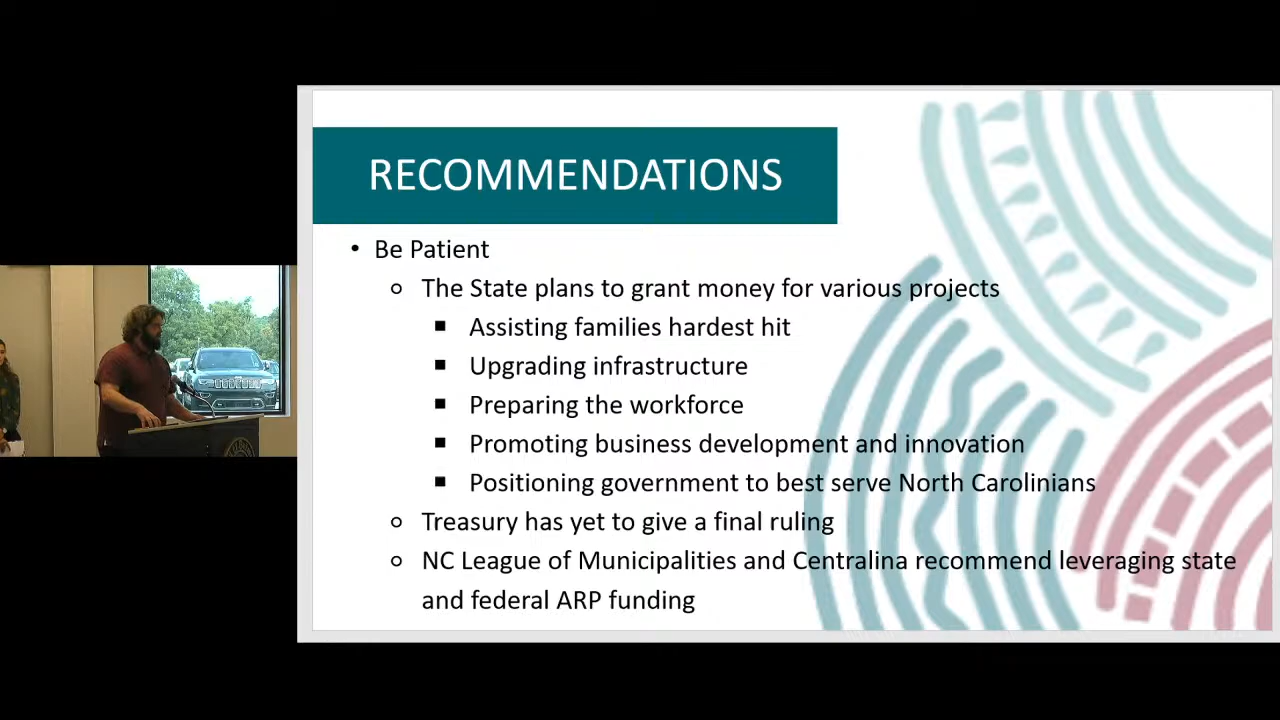 RECOMMENDATIONS
• Be Patient
o The State plans to grant money for various projects
▪ Assisting families hardest hit
▪ Upgrading infrastructure
▪ Preparing the workforce
▪ Promoting business development and innovation
▪ Positioning government to best serve North Carolinians
o Treasury has yet to give a final ruling
o NC League of Municipalities and Centralina recommend leveraging state
and federal ARP funding